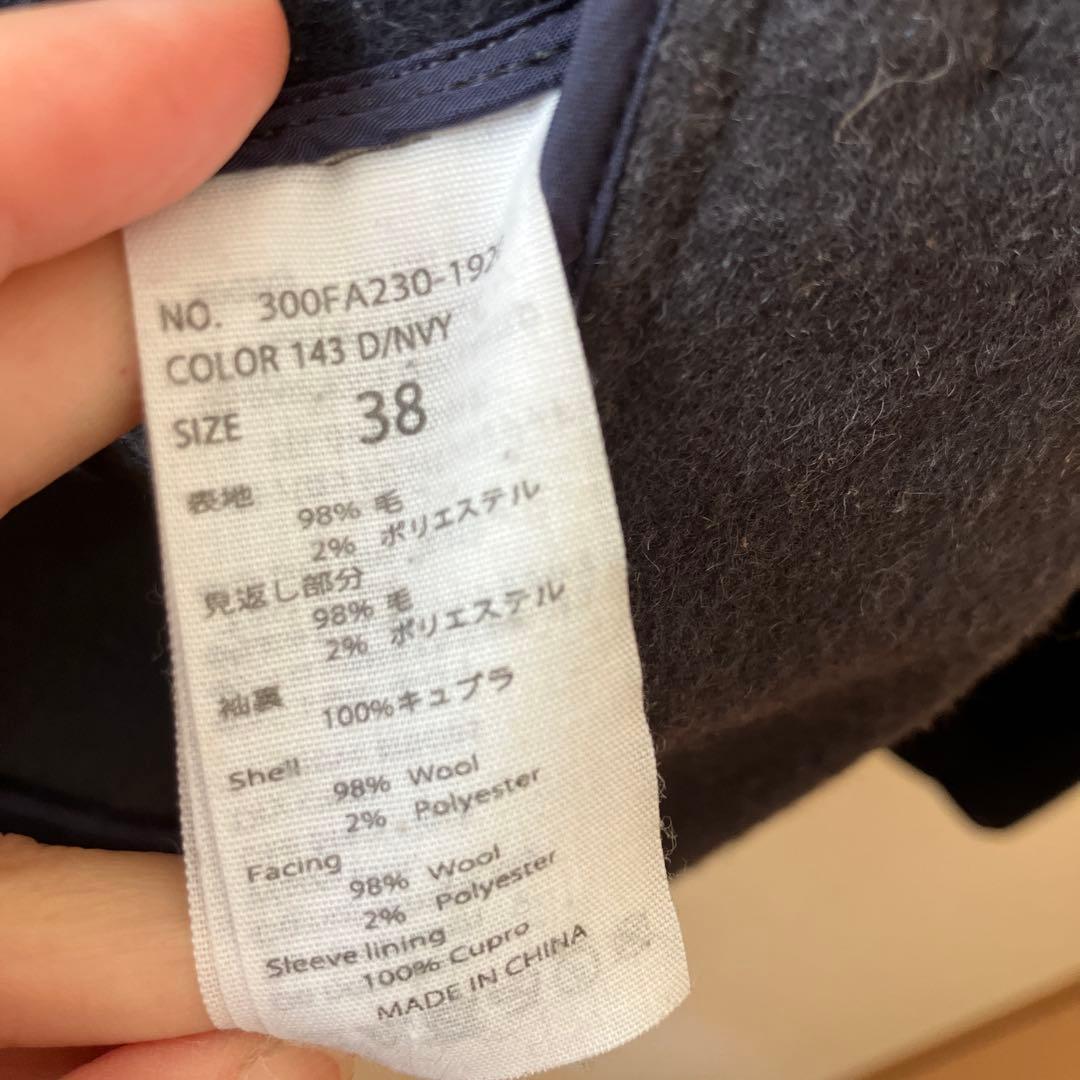 NO. 300FA230-192
COLOR 143 D/NVY
SIZE 38
表地
98% 毛
2% ポリエステル
見返し部分
98% 毛
2% ポリエステル
袖裏
100%キュプラ
Shell
98% Wool
2% Polyester
Facing
98% Wool
2% Polyester
Sleeve lining
100% Cupro
MADE IN CHINA